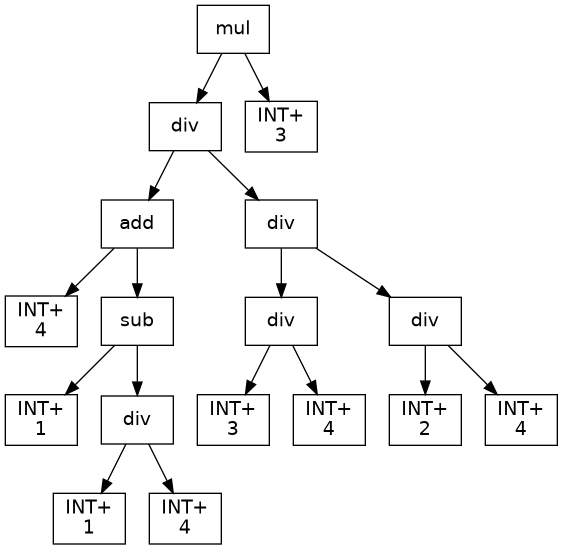 mul
div
INT+
3
add
div
INT+
4
sub
div
div
INT+
1
div
INT+
3
INT+
4
INT+
2
INT+
4
INT+
1
INT+
4